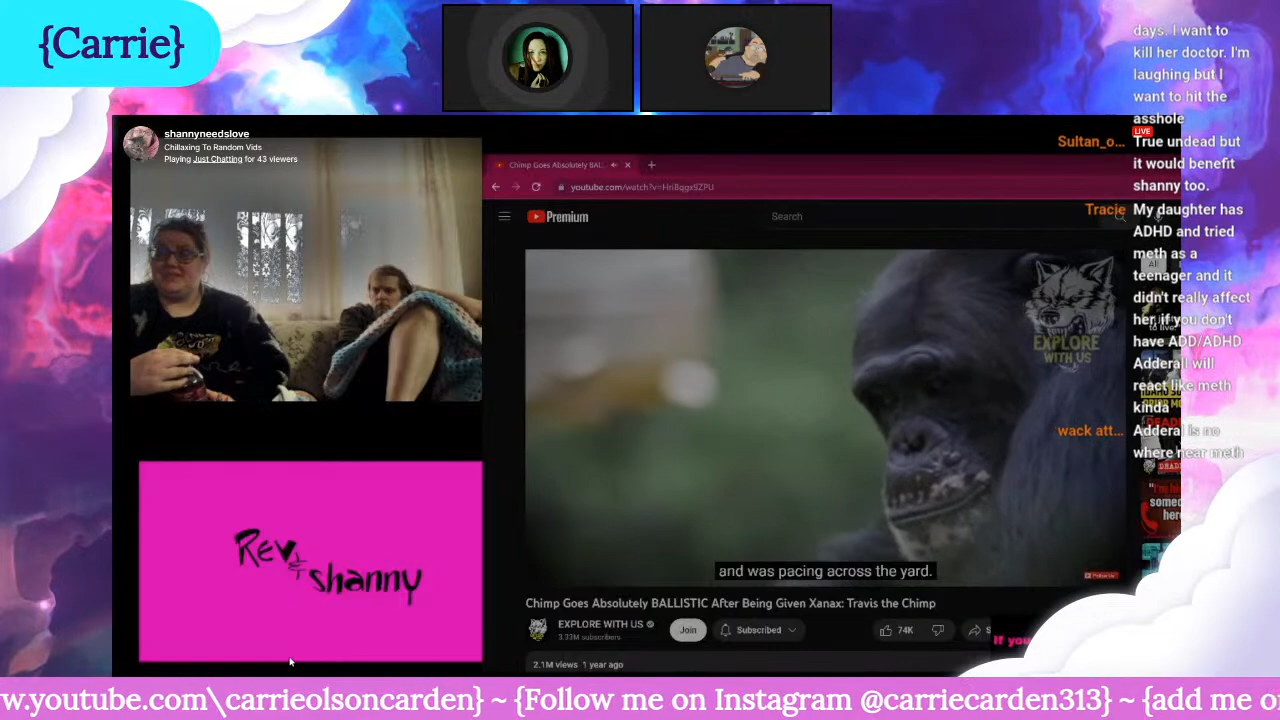 {Carrie}
days. I want to
kill her doctor. I'm
laughing but I
want to hit the
asshole
LIVE
Sultan_o... True undead but
it would benefit
shanny too.
Tracie My daughter has
ADHD and tried
meth as a
teenager and it
didn't really affect
her if you don't
have ADD/ADHD
Adderall will
react like meth
kinda
wack att... Adderal is no
where near meth
shannyneedslove
Chillaxing To Random Vids
Playing Just Chatting for 43 viewers
Chimp Goes Absolutely BAL
youtube.com/watch?v=HriBqgx9ZPU
Premium
Search
All
EXPLORE
WITH US
and was pacing across the yard.
Chimp Goes Absolutely BALLISTIC After Being Given Xanax: Travis the Chimp
EXPLORE WITH US
3.33M subscribers
Join
Subscribed
74K
S
If you
2.1M views 1 year ago
Rev
&
shanny
w.youtube.com\carrieolsoncarden} ~ {Follow me on Instagram @carriecarden313} ~ {add me o